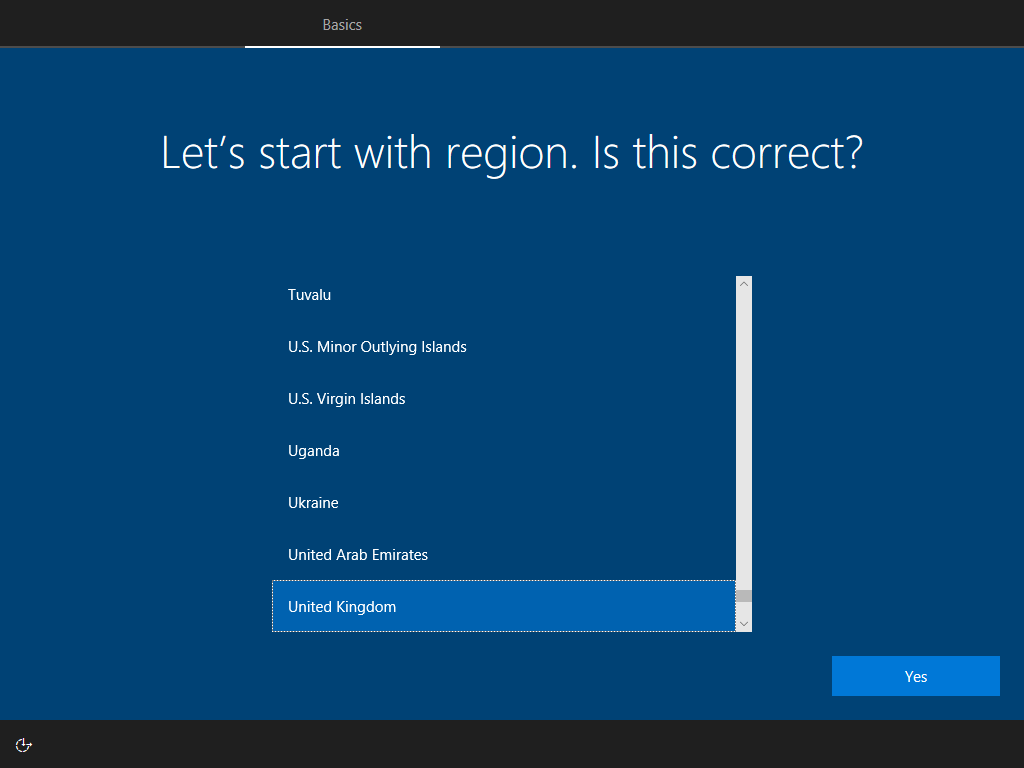 Basics
Let's start with region. Is this correct?
Tuvalu
U.S. Minor Outlying Islands
U.S. Virgin Islands
Uganda
Ukraine
United Arab Emirates
United Kingdom
Yes